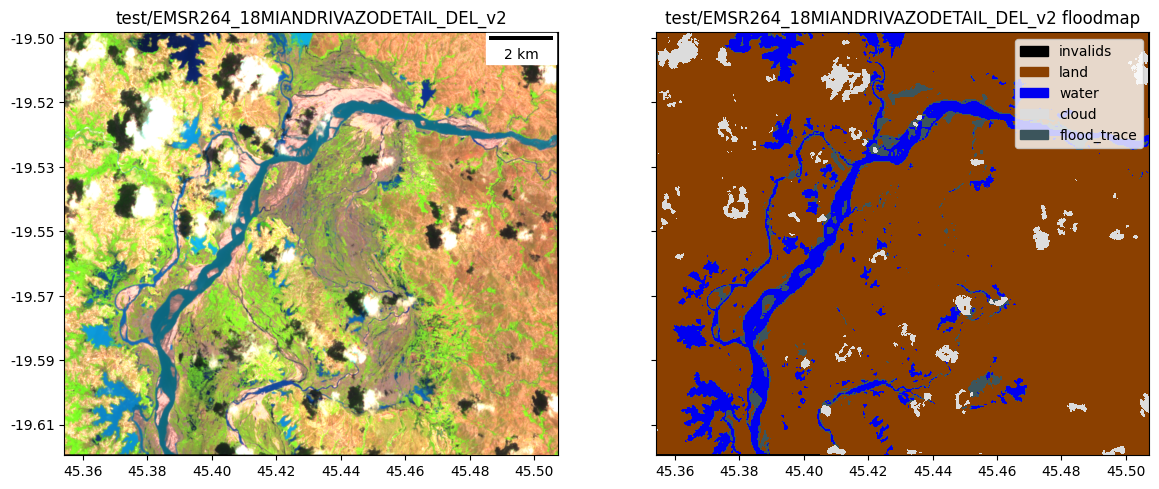 test/EMSR264_18MIANDRIVAZODETAIL_DEL_v2
2 km
-19.50
-19.52
-19.53
-19.55
-19.57
-19.59
-19.61
45.36 45.38 45.40 45.42 45.44 45.46 45.48 45.50
test/EMSR264_18MIANDRIVAZODETAIL_DEL_v2 floodmap
invalids
land
water
cloud
flood_trace
45.36 45.38 45.40 45.42 45.44 45.46 45.48 45.50